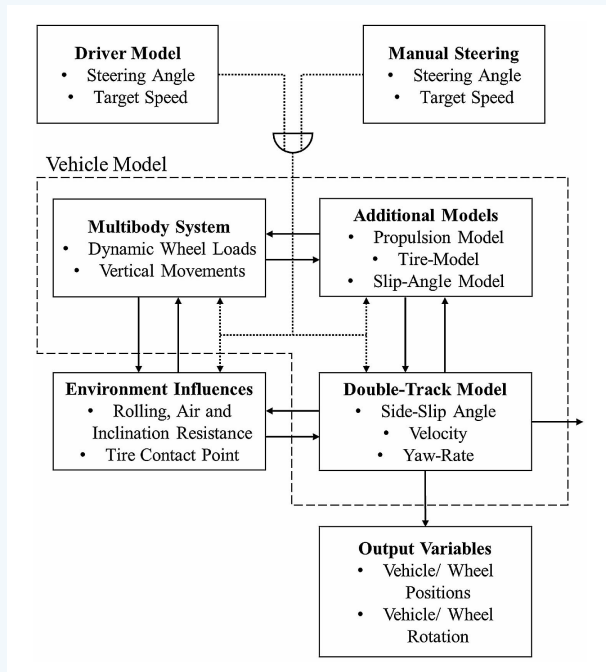 Driver Model
• Steering Angle
• Target Speed
Manual Steering
• Steering Angle
• Target Speed
Vehicle Model
Multibody System
• Dynamic Wheel Loads
• Vertical Movements
Additional Models
• Propulsion Model
• Tire-Model
• Slip-Angle Model
Environment Influences
• Rolling, Air and
Inclination Resistance
• Tire Contact Point
Double-Track Model
• Side-Slip Angle
• Velocity
• Yaw-Rate
Output Variables
• Vehicle/ Wheel
Positions
• Vehicle/ Wheel
Rotation